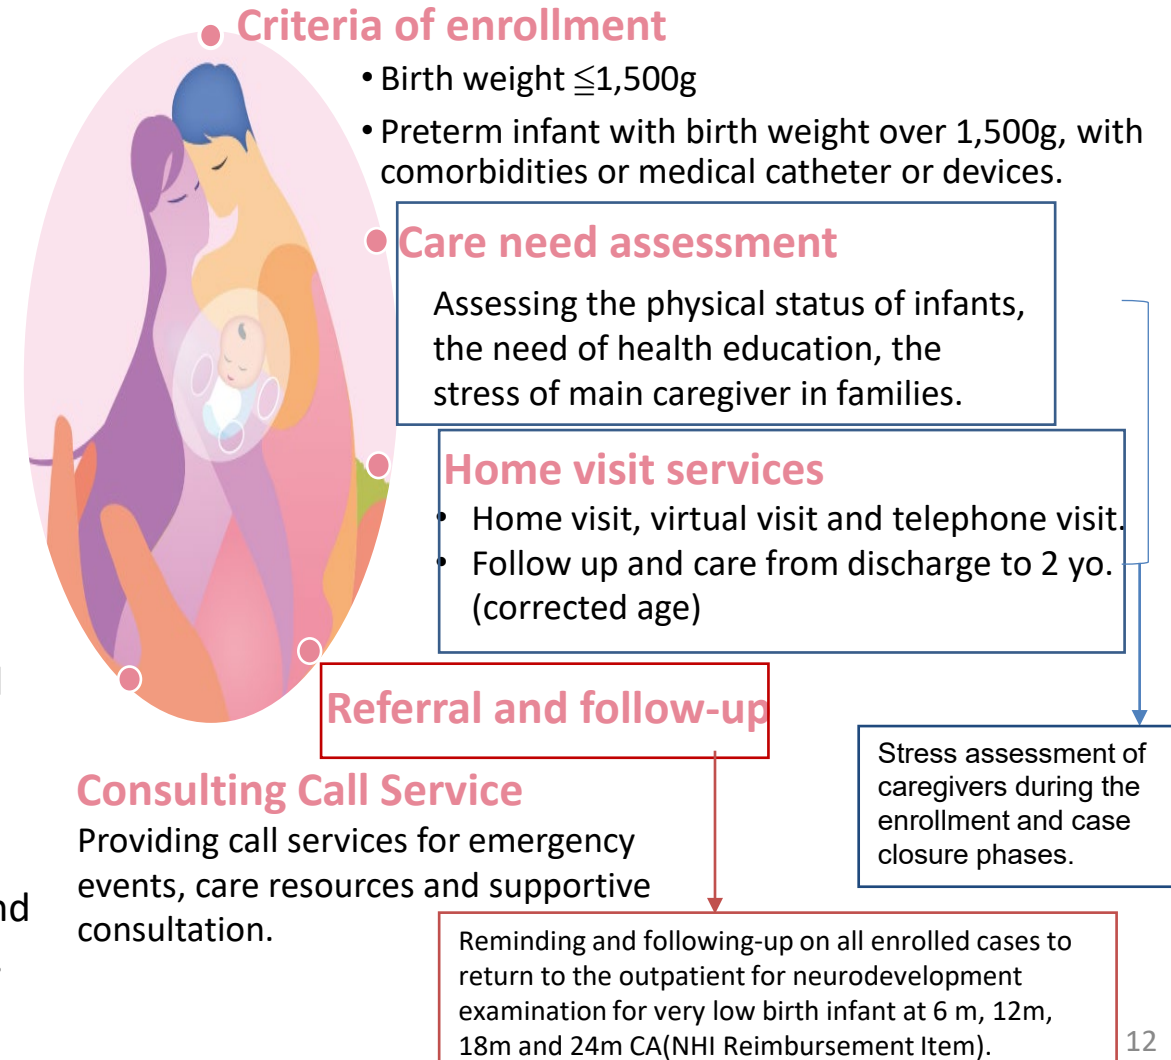 Criteria of enrollment
• Birth weight ≦1,500g
• Preterm infant with birth weight over 1,500g, with
comorbidities or medical catheter or devices.
Care need assessment
Assessing the physical status of infants,
the need of health education, the
stress of main caregiver in families.
Home visit services
• Home visit, virtual visit and telephone visit.
• Follow up and care from discharge to 2 yo.
(corrected age)
Referral and follow-up
Stress assessment of
caregivers during the
enrollment and case
closure phases.
Consulting Call Service
Providing call services for emergency
events, care resources and supportive
consultation.
Reminding and following-up on all enrolled cases to
return to the outpatient for neurodevelopment
examination for very low birth infant at 6 m, 12m,
18m and 24m CA(NHI Reimbursement Item).
12